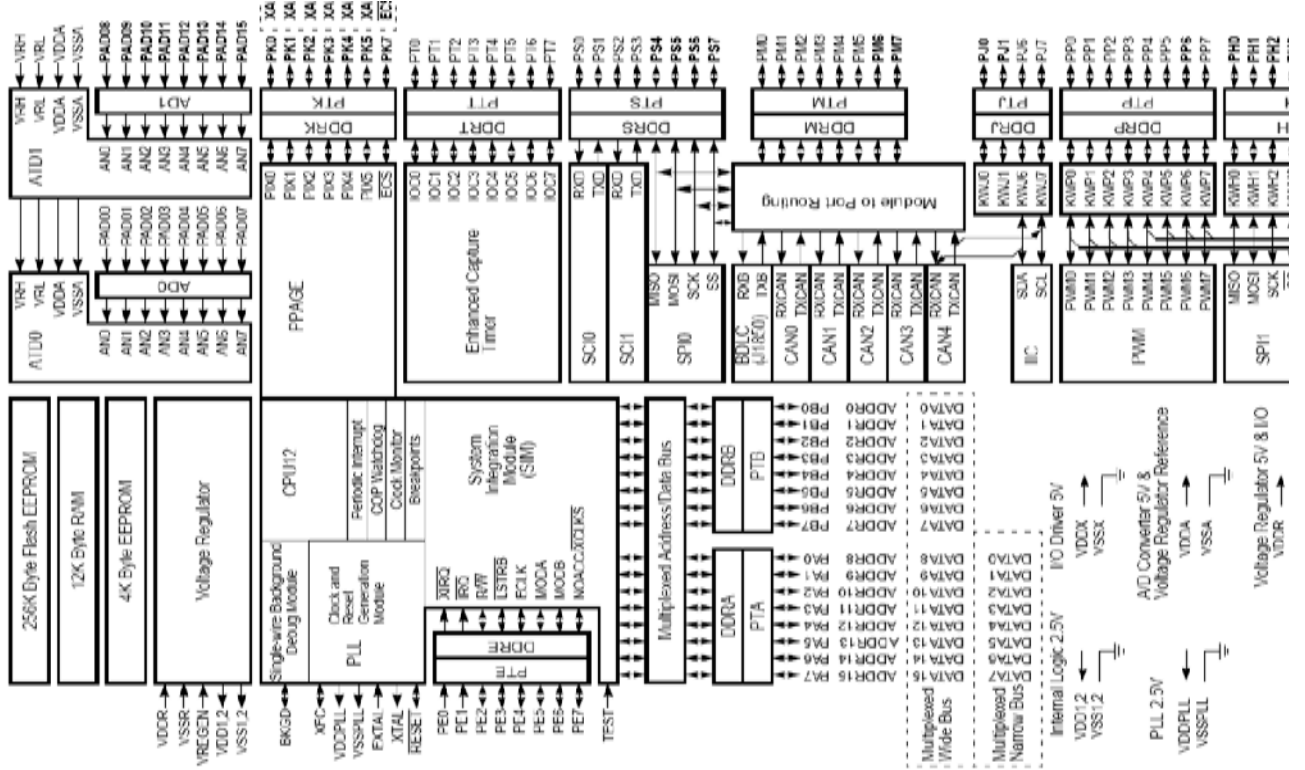 VRH
VRL
VDDA
VSSA
PAD08
PAD09
PAD10
PAD11
PAD12
PAD13
PAD14
PAD15
VRH
VRL
VDDA
VSSA
ATD1
AD1
AN0
AN1
AN2
AN3
AN4
AN5
AN6
AN7
PAD00
PAD01
PAD02
PAD03
PAD04
PAD05
PAD06
PAD07
VRH
VRL
VDDA
VSSA
ATD0
AD0
AN0
AN1
AN2
AN3
AN4
AN5
AN6
AN7
PK0
PK1
PK2
PK3
PK4
PK5
PK7
PTK
DDRK
PIX0
PIX1
PIX2
PIX3
PIX4
PIX5
ECS
PPAGE
PT0
PT1
PT2
PT3
PT4
PT5
PT6
PT7
PTT
DDRT
IOC0
IOC1
IOC2
IOC3
IOC4
IOC5
IOC6
IOC7
Enhanced Capture
Timer
PS0
PS1
PS2
PS3
PS4
PS5
PS6
PS7
PTS
DDRS
RXD
TXD
RXD
TXD
SCI0
SCI1
MISO
MOSI
SCK
SS
SPI0
PM0
PM1
PM2
PM3
PM4
PM5
PM6
PM7
PTM
DDRM
Module to Port Routing
RXB
TXB
RXCAN
TXCAN
RXCAN
TXCAN
RXCAN
TXCAN
RXCAN
TXCAN
RXCAN
TXCAN
BDLC
(J1850)
CAN0
CAN1
CAN2
CAN3
CAN4
PJ0
PJ1
PJ6
PJ7
PTJ
DDRJ
KWJ0
KWJ1
KWJ6
KWJ7
SDA
SCL
IIC
PP0
PP1
PP2
PP3
PP4
PP5
PP6
PP7
PTP
DDRP
KWP0
KWP1
KWP2
KWP3
KWP4
KWP5
KWP6
KWP7
PWM0
PWM1
PWM2
PWM3
PWM4
PWM5
PWM6
PWM7
PWM
PH0
PH1
PH2
KWH0
KWH1
KWH2
MISO
MOSI
SCK
SPI1
256K Byte Flash EEPROM
12K Byte RAM
4K Byte EEPROM
Voltage Regulator
VDDR
VSSR
VREGEN
VDD1,2
VSS1,2
CPU12
Periodic Interrupt
COP Watchdog
Clock Monitor
Breakpoints
Single-wire Background
Debug Module
Clock and
Reset
Generation
Module
PLL
BKGD
XFC
VDDPLL
VSSPLL
EXTAL
XTAL
RESET
System
Integration
Module
(SIM)
XIRQ
IRQ
R/W
LSTRB
ECLK
MODA
MODB
NOACC/XCLKS
DDRE
PTE
PE0
PE1
PE2
PE3
PE4
PE5
PE6
PE7
TEST
Multiplexed Address/Data Bus
DDRB
PTB
DDRA
PTA
PB0
PB1
PB2
PB3
PB4
PB5
PB6
PB7
PA0
PA1
PA2
PA3
PA4
PA5
PA6
PA7
ADDR0
ADDR1
ADDR2
ADDR3
ADDR4
ADDR5
ADDR6
ADDR7
ADDR8
ADDR9
ADDR10
ADDR11
ADDR12
ADDR13
ADDR14
ADDR15
DATA0
DATA1
DATA2
DATA3
DATA4
DATA5
DATA6
DATA7
DATA8
DATA9
DATA10
DATA11
DATA12
DATA13
DATA14
DATA15
Multiplexed
Wide Bus
DATA0
DATA1
DATA2
DATA3
DATA4
DATA5
DATA6
DATA7
Multiplexed
Narrow Bus
Internal Logic 2.5V
VDD1,2
VSS1,2
I/O Driver 5V
VDDX
VSSX
PLL 2.5V
VDDPLL
VSSPLL
A/D Converter 5V &
Voltage Regulator Reference
VDDA
VSSA
Voltage Regulator 5V & I/O
VDDR